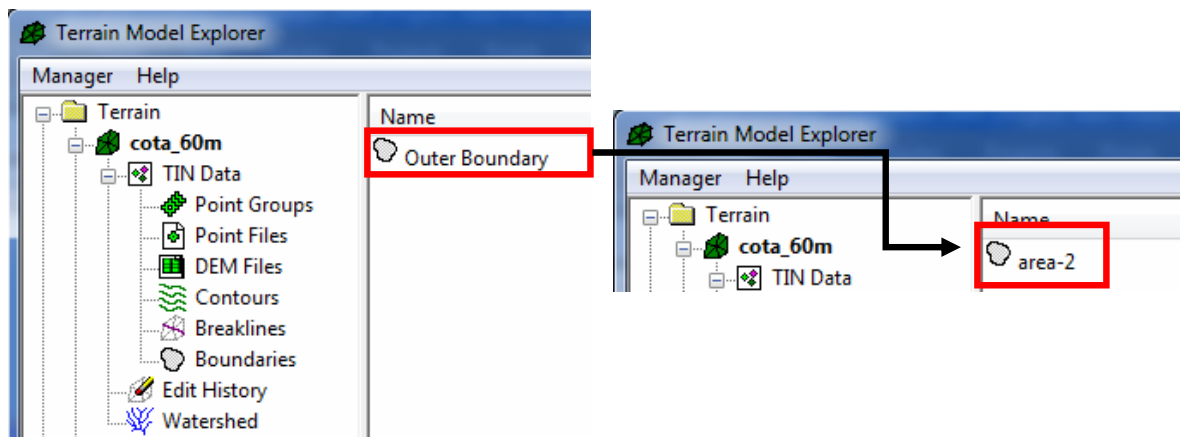 Terrain Model Explorer
Manager Help
Terrain
cota_60m
TIN Data
Point Groups
Point Files
DEM Files
Contours
Breaklines
Boundaries
Edit History
Watershed
Name
Outer Boundary
Terrain Model Explorer
Manager Help
Terrain
cota_60m
TIN Data
Name
area-2